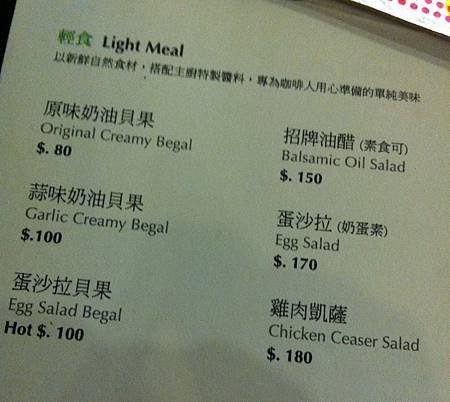 輕食 Light Meal
以新鮮自然食材，搭配主廚特製醬料，專為咖啡人用心準備的單純美味
原味奶油貝果
Original Creamy Begal
$. 80
蒜味奶油貝果
Garlic Creamy Begal
$.100
蛋沙拉貝果
Egg Salad Begal
Hot $. 100
招牌油醋 (素食可)
Balsamic Oil Salad
$. 150
蛋沙拉 (奶蛋素)
Egg Salad
$. 170
雞肉凱薩
Chicken Ceaser Salad
$. 180